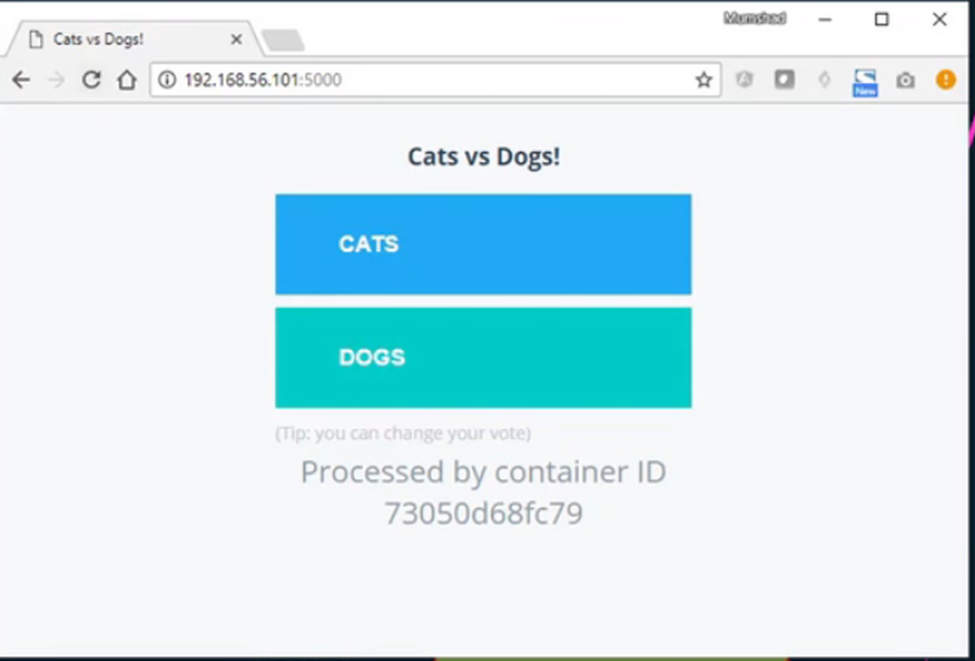 Mumshad
Cats vs Dogs!
192.168.56.101:5000
New
Cats vs Dogs!
CATS
DOGS
(Tip: you can change your vote)
Processed by container ID
73050d68fc79